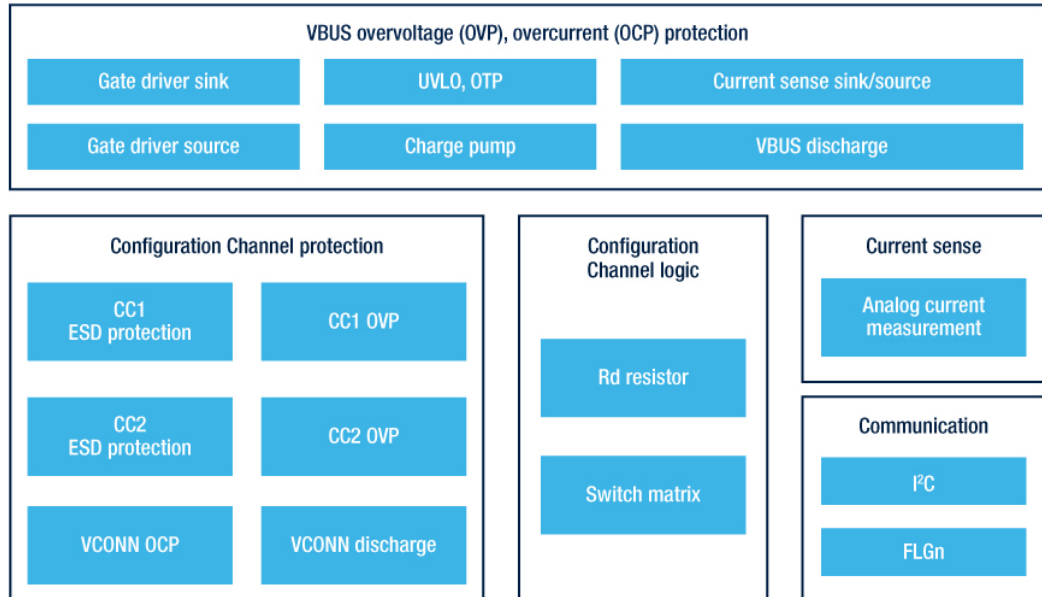 VBUS overvoltage (OVP), overcurrent (OCP) protection
Gate driver sink
UVLO, OTP
Current sense sink/source
Gate driver source
Charge pump
VBUS discharge
Configuration Channel protection
CC1
ESD protection
CC1 OVP
CC2
ESD protection
CC2 OVP
VCONN OCP
VCONN discharge
Configuration
Channel logic
Rd resistor
Switch matrix
Current sense
Analog current
measurement
Communication
I²C
FLGn